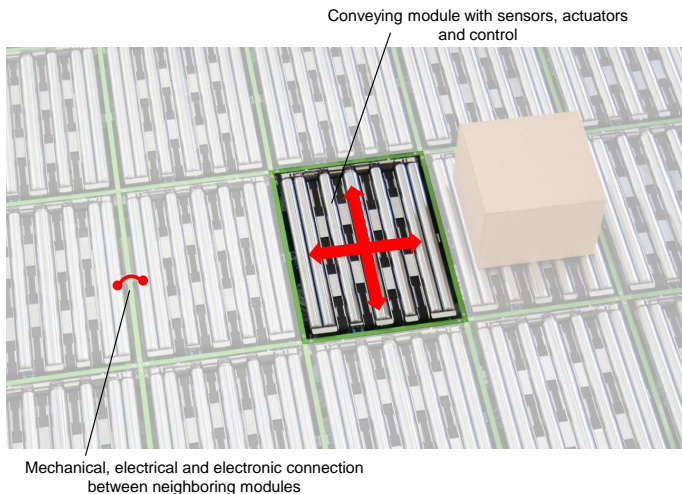 Conveying module with sensors, actuators
and control
Mechanical, electrical and electronic connection
between neighboring modules